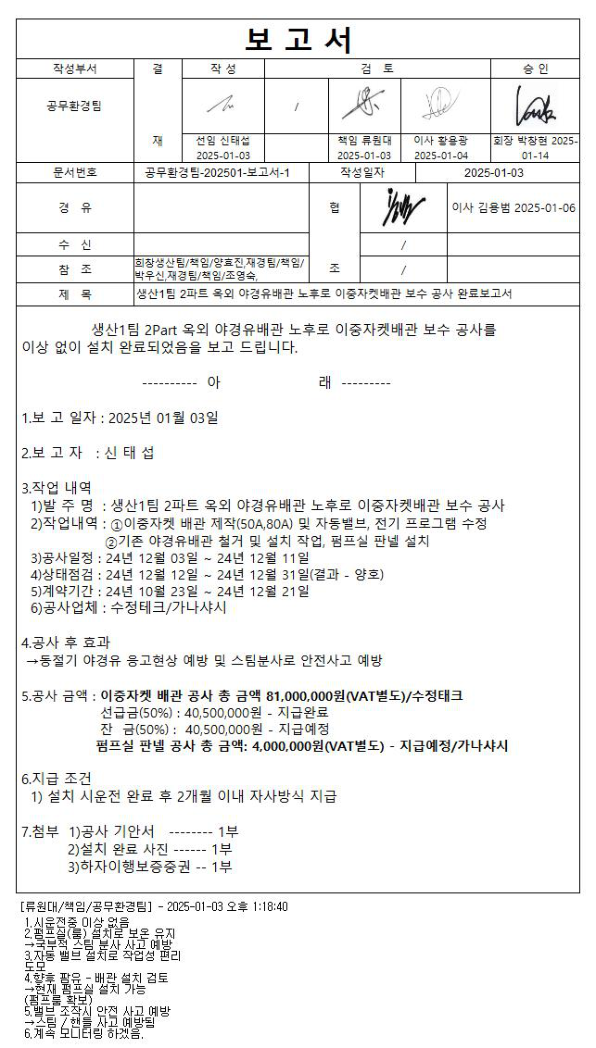 보 고 서
작성부서 결 작 성 검 토 승 인
공무환경팀
/
재 선임 신태섭 책임 류원대 이사 황용광 회장 박창현 2025-
2025-01-03 2025-01-03 2025-01-04 01-14
문서번호 공무환경팀-202501-보고서-1 작성일자 2025-01-03
경 유 협 이사 김용범 2025-01-06
수 신 /
참 조 희창생산팀/책임/양효진,재경팀/책임/ 조 /
박우신,재경팀/책임/조영숙,
제 목 생산1팀 2파트 옥외 야경유배관 노후로 이중자켓배관 보수 공사 완료보고서
생산1팀 2Part 옥외 야경유배관 노후로 이중자켓배관 보수 공사를
이상 없이 설치 완료되었음을 보고 드립니다.
---------- 아 래 ---------
1.보 고 일자 : 2025년 01월 03일
2.보 고 자 : 신 태 섭
3.작업 내역
1)발 주 명 : 생산1팀 2파트 옥외 야경유배관 노후로 이중자켓배관 보수 공사
2)작업내역 : ①이중자켓 배관 제작(50A,80A) 및 자동밸브, 전기 프로그램 수정
②기존 야경유배관 철거 및 설치 작업, 펌프실 판넬 설치
3)공사일정 : 24년 12월 03일 ~ 24년 12월 11일
4)상태점검 : 24년 12월 12일 ~ 24년 12월 31일(결과 - 양호)
5)계약기간 : 24년 10월 23일 ~ 24년 12월 21일
6)공사업체 : 수정테크/가나샤시
4.공사 후 효과
→동절기 야경유 응고현상 예방 및 스팀분사로 안전사고 예방
5.공사 금액 : 이중자켓 배관 공사 총 금액 81,000,000원(VAT별도)/수정태크
선급금(50%) : 40,500,000원 - 지급완료
잔 금(50%) : 40,500,000원 - 지급예정
펌프실 판넬 공사 총 금액: 4,000,000원(VAT별도) - 지급예정/가나샤시
6.지급 조건
1) 설치 시운전 완료 후 2개월 이내 자사방식 지급
7.첨부 1)공사 기안서 -------- 1부
2)설치 완료 사진 ------ 1부
3)하자이행보증증권 -- 1부
[류원대/책임/공무환경팀] - 2025-01-03 오후 1:18:40
1.시운전중 이상 없음
2.펌프실(룸) 설치로 보온 유지
→국부적 스팀 분사 사고 예방
3.자동 밸브 설치로 작업성 편리
도모
4.향후 팜유 - 배관 설치 검토
→현재 펌프실 설치 가능
(펌프룸 확보)
5.밸브 조작시 안전 사고 예방
→스팀 / 핸들 사고 예방됨
6.계속 모니터링 하겠음.